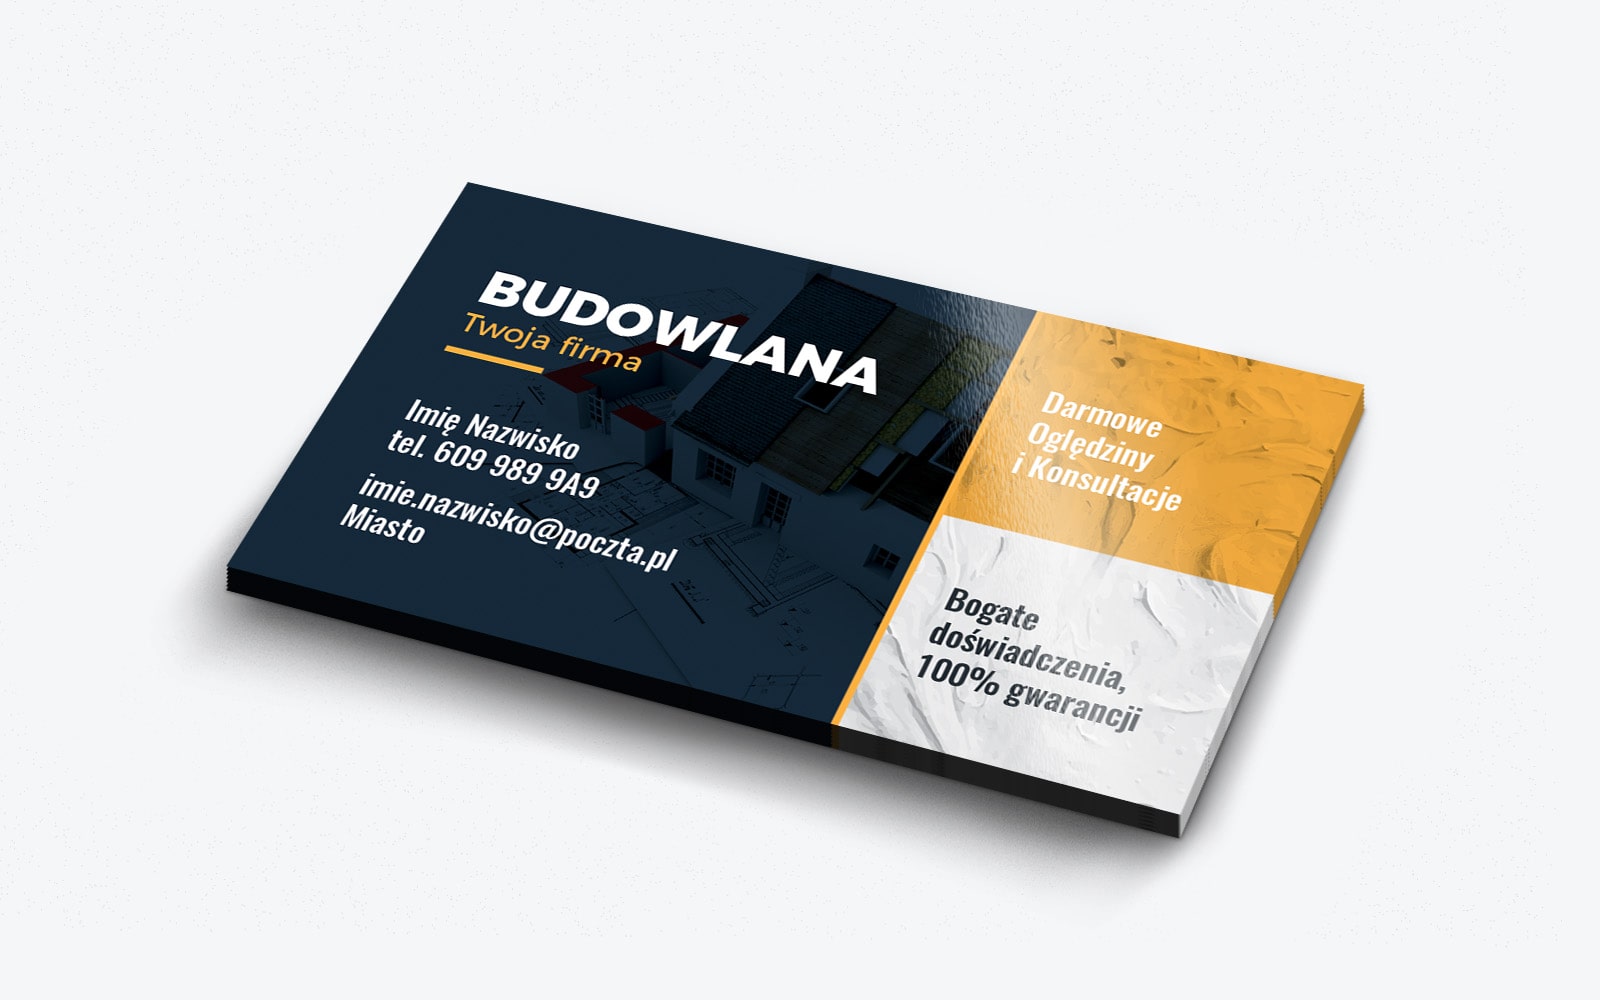 BUDOWLANA
Twoja firma
Imię Nazwisko
tel. 609 989 9A9
imie.nazwisko@poczta.pl
Miasto
Darmowe
Oględziny
i Konsultacje
Bogate
doświadczenia,
100% gwarancji